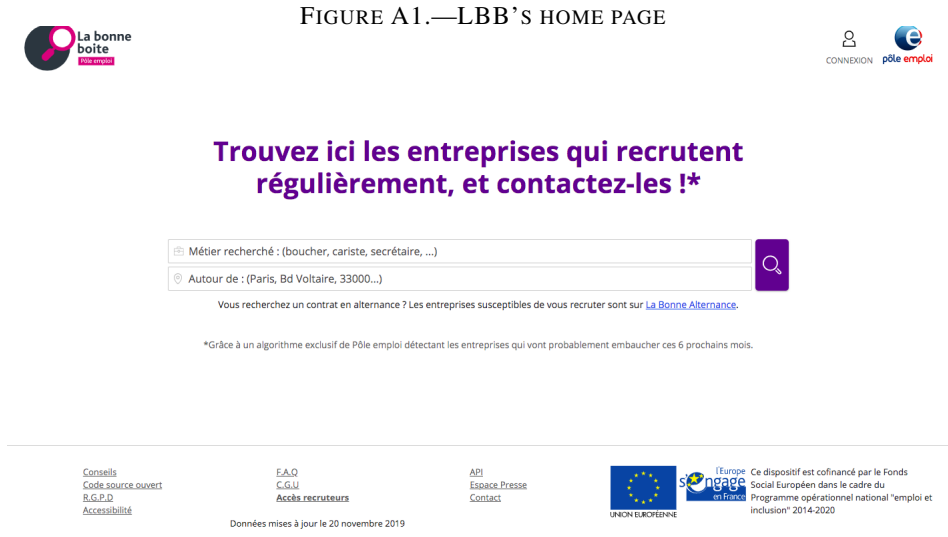 FIGURE A1.—LBB'S HOME PAGE
La bonne
boite
Pôle emploi
CONNEXION
pôle emploi
Trouvez ici les entreprises qui recrutent
régulièrement, et contactez-les !*
Métier recherché : (boucher, cariste, secrétaire, ...)
Autour de : (Paris, Bd Voltaire, 33000...)
Vous recherchez un contrat en alternance ? Les entreprises susceptibles de vous recruter sont sur La Bonne Alternance.
*Grâce à un algorithme exclusif de Pôle emploi détectant les entreprises qui vont probablement embaucher ces 6 prochains mois.
Conseils
Code source ouvert
R.G.P.D
Accessibilité
F.A.Q
C.G.U
Accès recruteurs
Données mises à jour le 20 novembre 2019
API
Espace Presse
Contact
UNION EUROPÉENNE
l'Europe
s'engage
en France
Ce dispositif est cofinancé par le Fonds
Social Européen dans le cadre du
Programme opérationnel national "emploi et
inclusion" 2014-2020